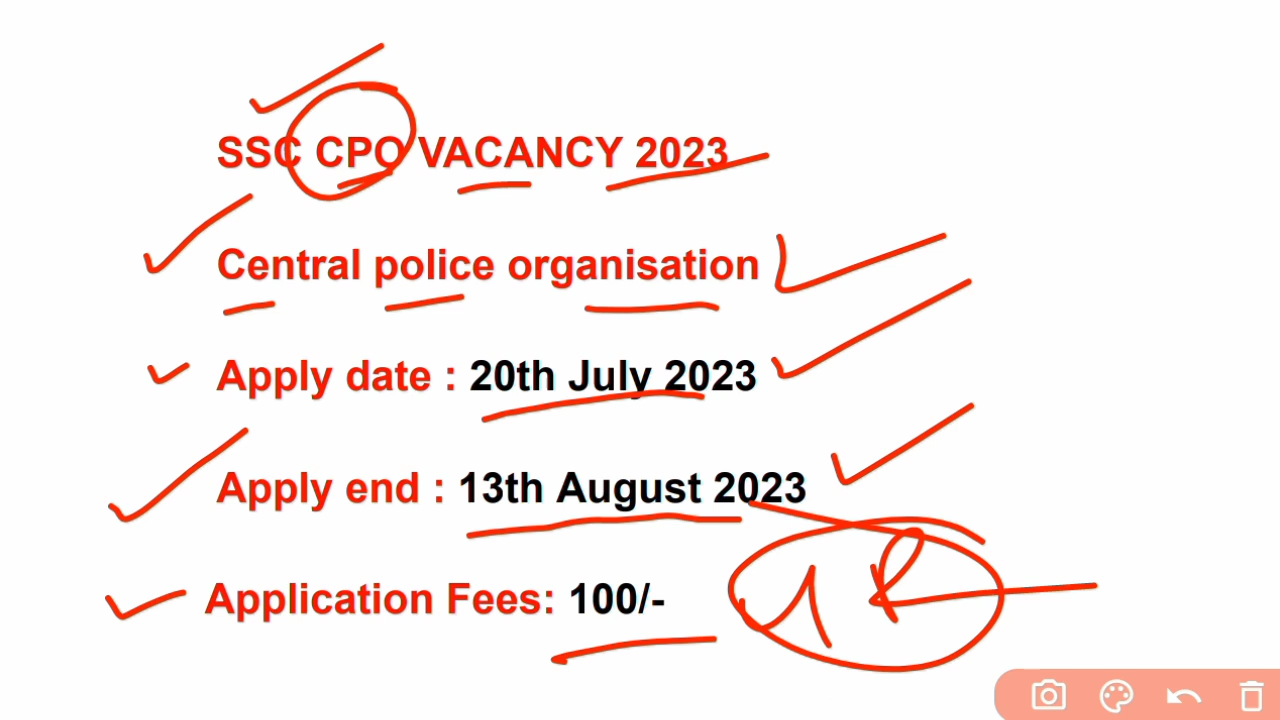 SSC CPO VACANCY 2023
Central police organisation
Apply date : 20th July 2023
Apply end : 13th August 2023
Application Fees: 100/-